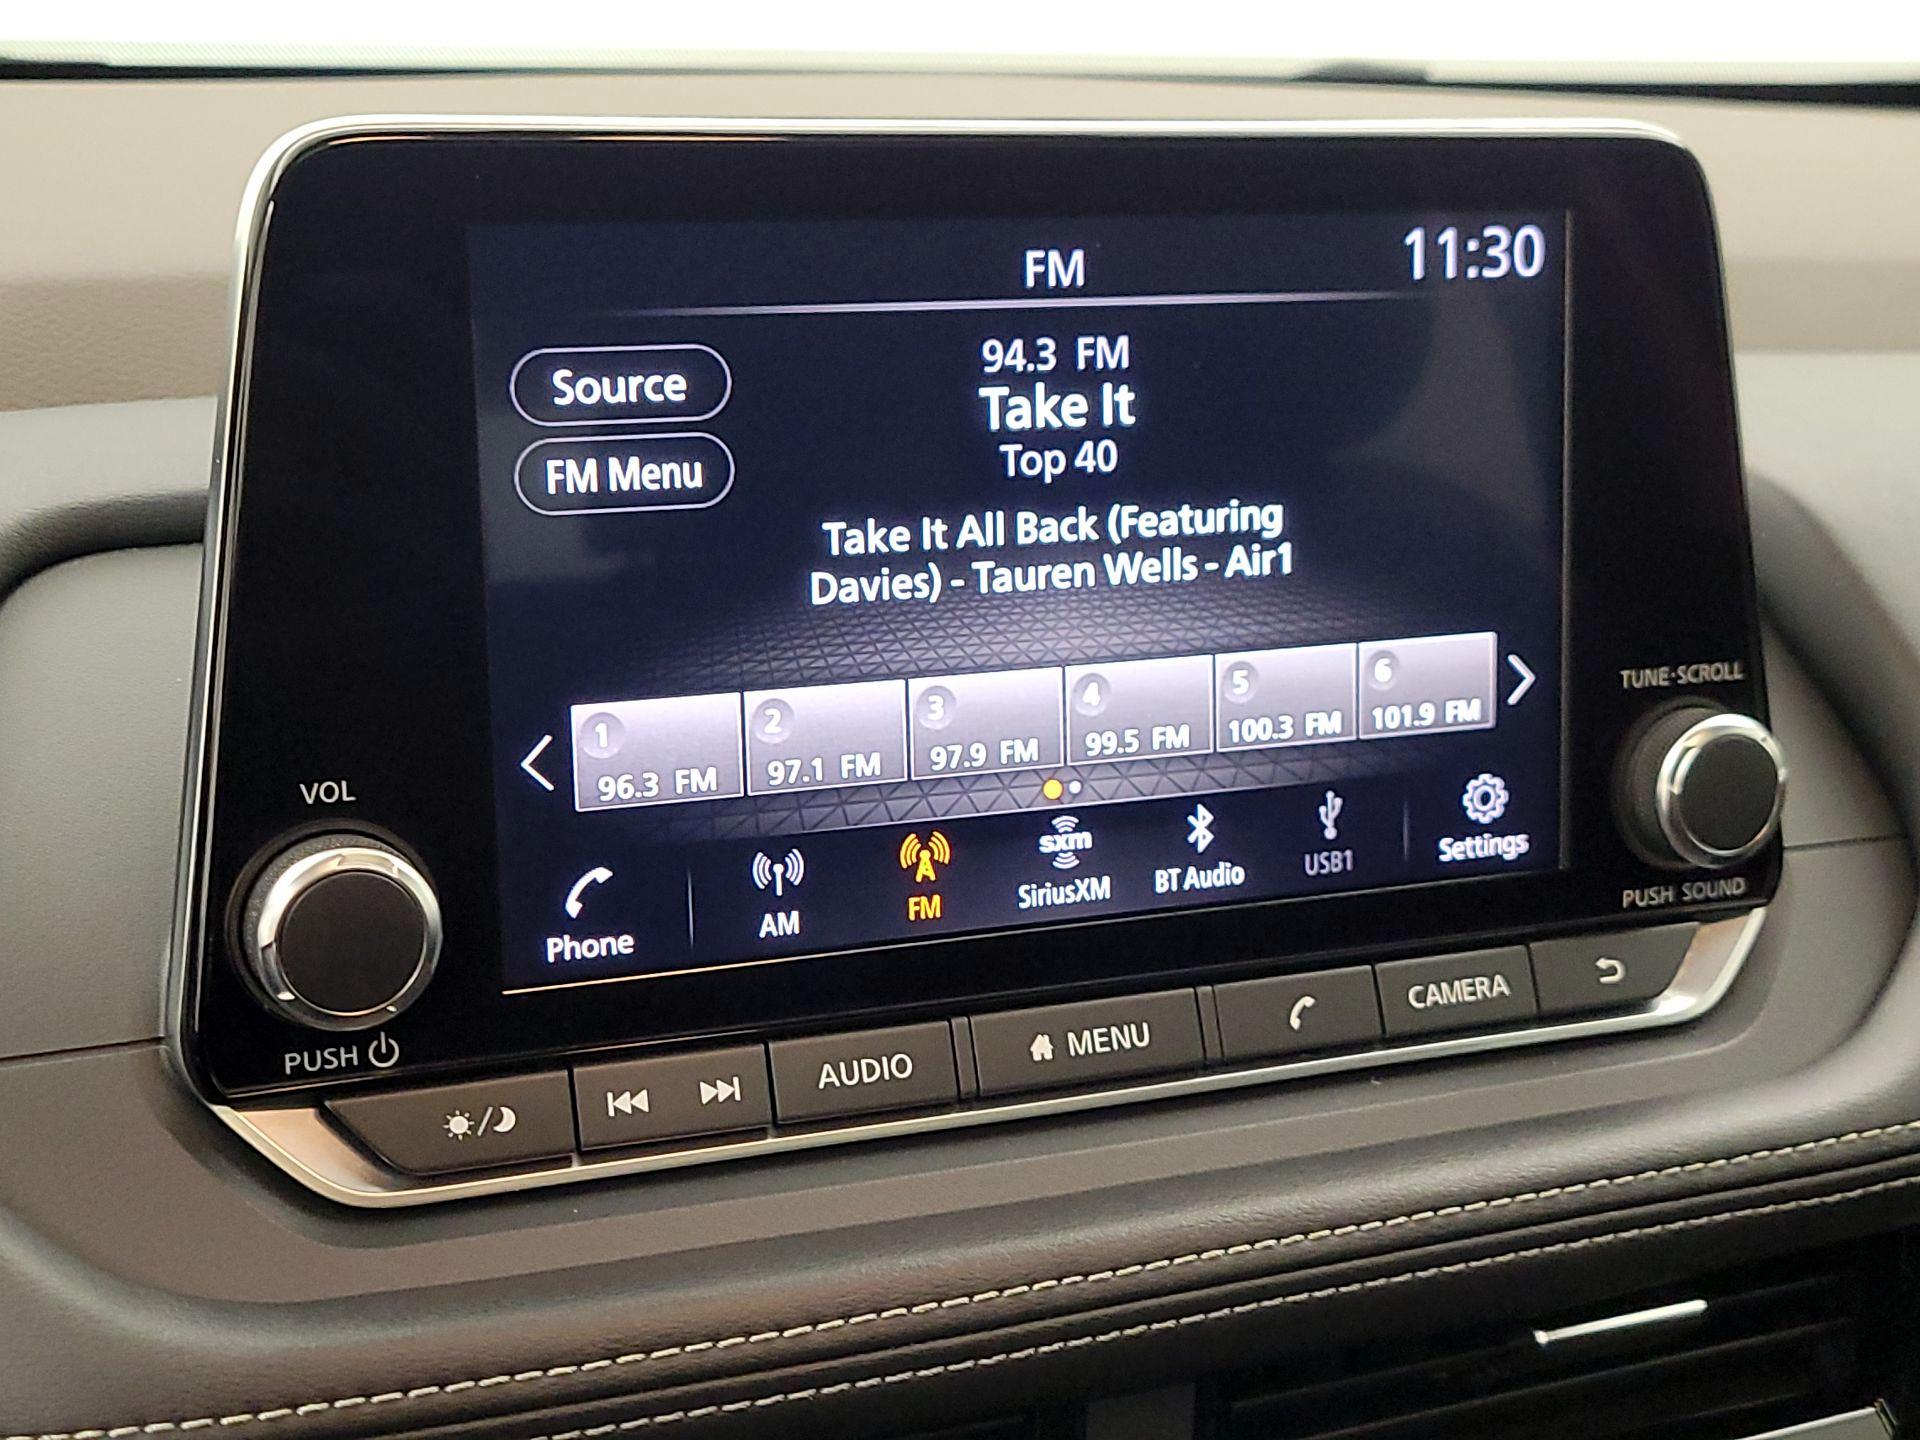 FM
11:30
Source
FM Menu
94.3 FM
Take It
Top 40
Take It All Back (Featuring
Davies) - Tauren Wells - Air1
1
96.3 FM
2
97.1 FM
3
97.9 FM
4
99.5 FM
5
100.3 FM
6
101.9 FM
Phone
AM
FM
sxm
SiriusXM
BT Audio
USB1
Settings
VOL
PUSH
TUNE·SCROLL
PUSH SOUND
AUDIO
MENU
CAMERA